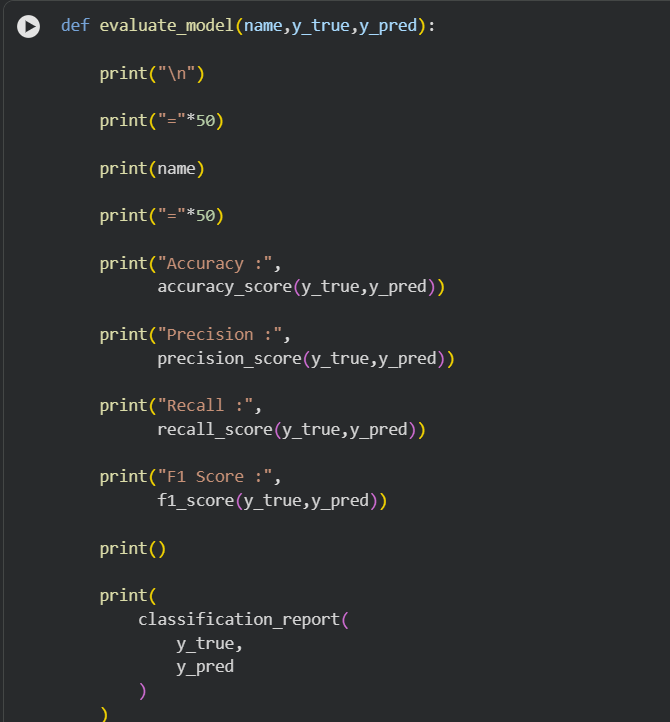 def evaluate_model(name,y_true,y_pred):
print("\n")
print("="*50)
print(name)
print("="*50)
print("Accuracy :",
accuracy_score(y_true,y_pred))
print("Precision :",
precision_score(y_true,y_pred))
print("Recall :",
recall_score(y_true,y_pred))
print("F1 Score :",
f1_score(y_true,y_pred))
print()
print(
classification_report(
y_true,
y_pred
)
)